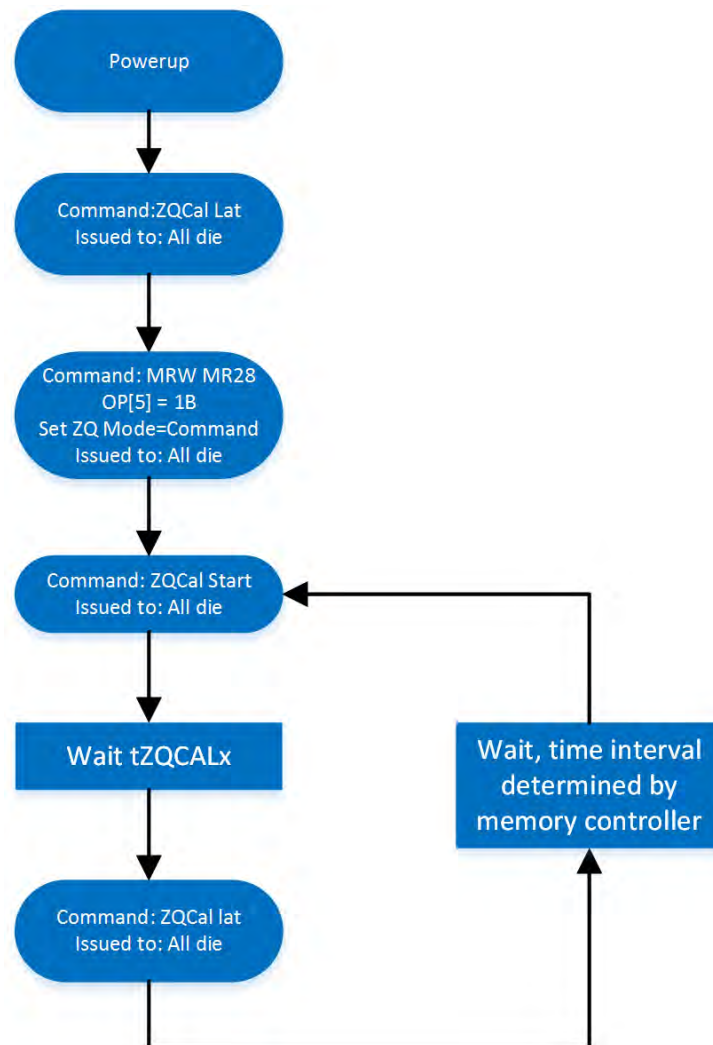 Powerup
Command:ZQCal Lat
Issued to: All die
Command: MRW MR28
OP[5] = 1B
Set ZQ Mode=Command
Issued to: All die
Command: ZQCal Start
Issued to: All die
Wait tZQCALx
Wait, time interval
determined by
memory controller
Command: ZQCal lat
Issued to: All die